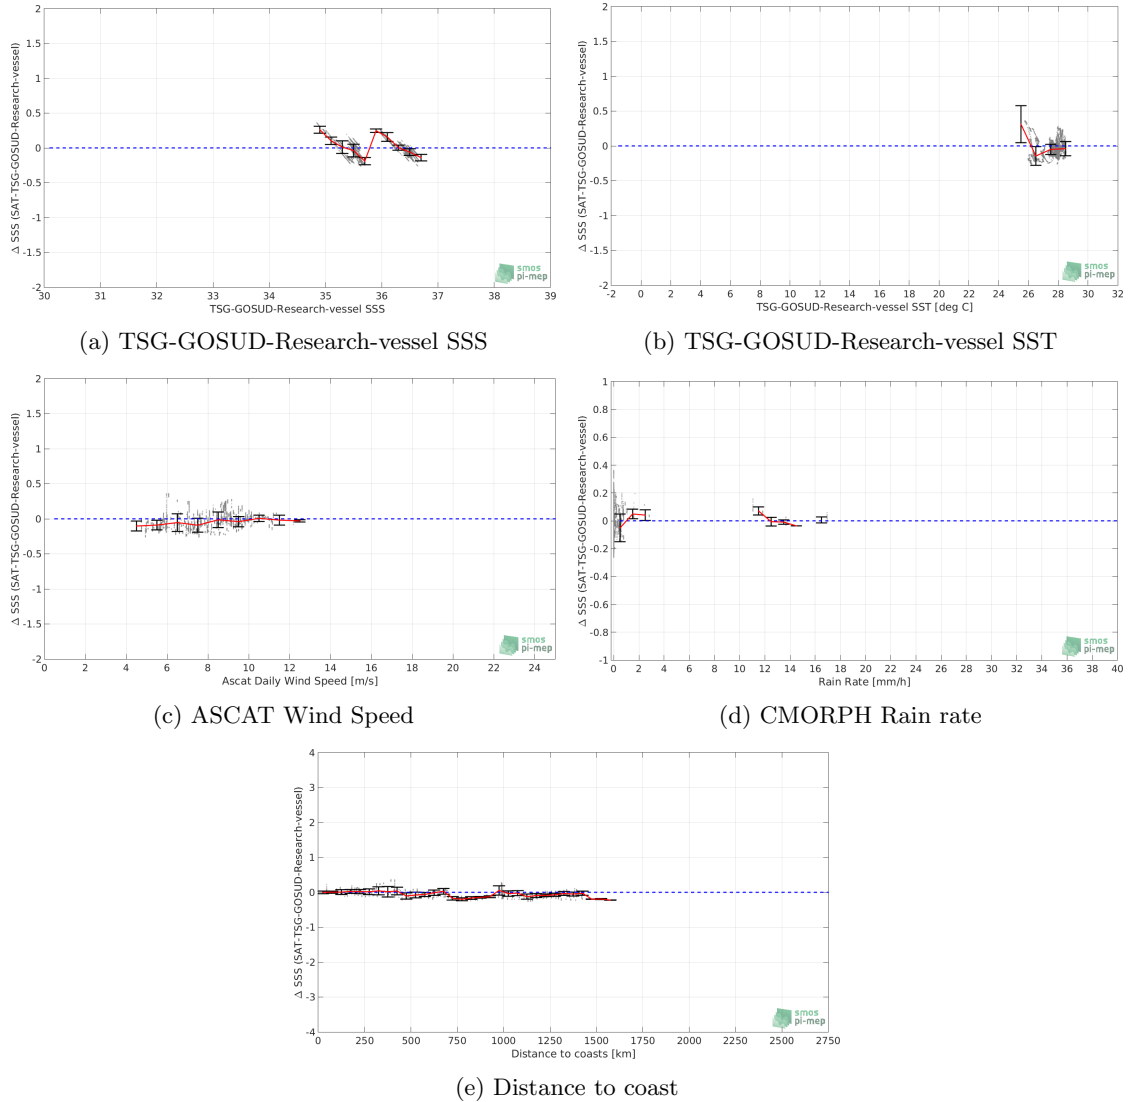 Δ SSS (SAT-TSG-GOSUD-Research-vessel)
2
1.5
1
0.5
0
-0.5
-1
-1.5
-2
30 31 32 33 34 35 36 37 38 39
TSG-GOSUD-Research-vessel SSS
smos
pi-mep
(a) TSG-GOSUD-Research-vessel SSS
Δ SSS (SAT-TSG-GOSUD-Research-vessel)
2
1.5
1
0.5
0
-0.5
-1
-1.5
-2
-2 0 2 4 6 8 10 12 14 16 18 20 22 24 26 28 30 32
TSG-GOSUD-Research-vessel SST [deg C]
smos
pi-mep
(b) TSG-GOSUD-Research-vessel SST
Δ SSS (SAT-TSG-GOSUD-Research-vessel)
2
1.5
1
0.5
0
-0.5
-1
-1.5
-2
0 2 4 6 8 10 12 14 16 18 20 22 24
Ascat Daily Wind Speed [m/s]
smos
pi-mep
(c) ASCAT Wind Speed
Δ SSS (SAT-TSG-GOSUD-Research-vessel)
1
0.8
0.6
0.4
0.2
0
-0.2
-0.4
-0.6
-0.8
-1
0 2 4 6 8 10 12 14 16 18 20 22 24 26 28 30 32 34 36 38 40
Rain Rate [mm/h]
smos
pi-mep
(d) CMORPH Rain rate
Δ SSS (SAT-TSG-GOSUD-Research-vessel)
4
3
2
1
0
-1
-2
-3
-4
0 250 500 750 1000 1250 1500 1750 2000 2250 2500 2750
Distance to coasts [km]
smos
pi-mep
(e) Distance to coast